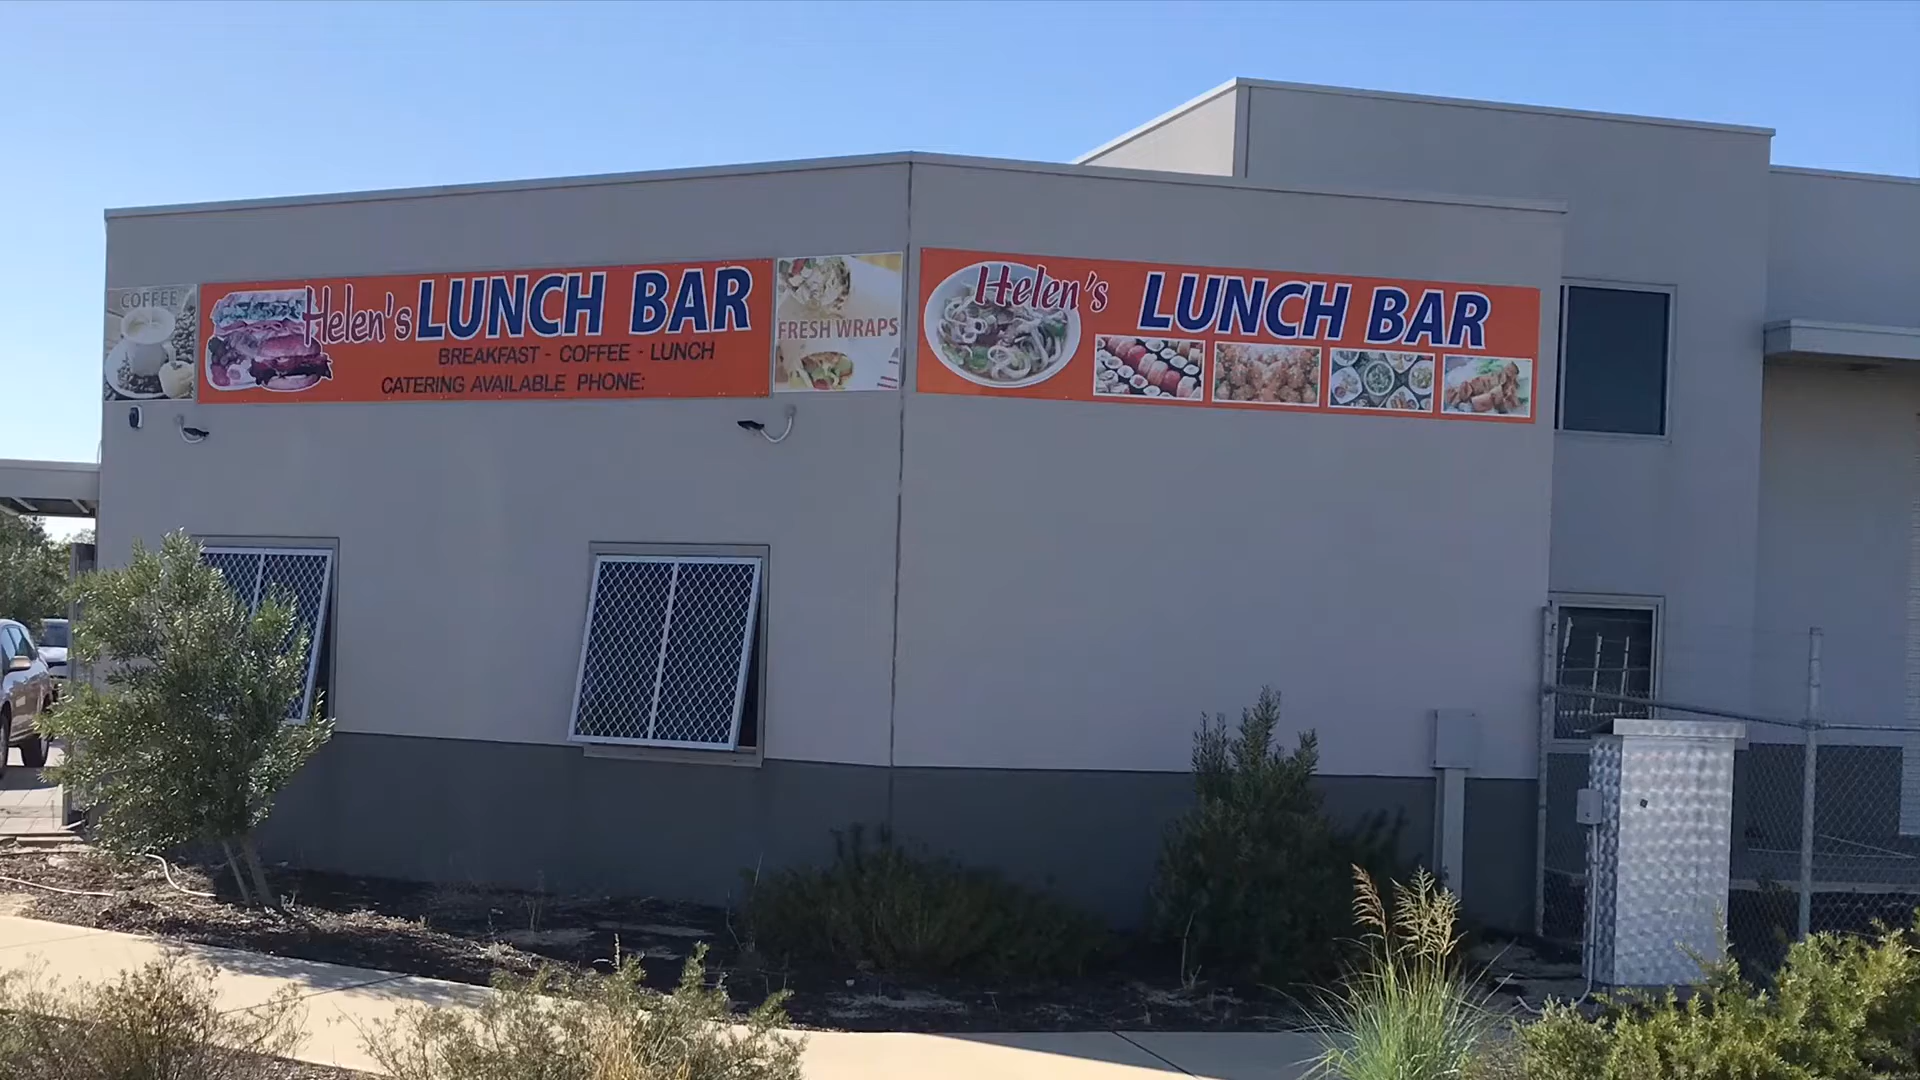 COFFEE
Helen's LUNCH BAR
BREAKFAST - COFFEE - LUNCH
CATERING AVAILABLE PHONE:
FRESH WRAPS
Helen's LUNCH BAR